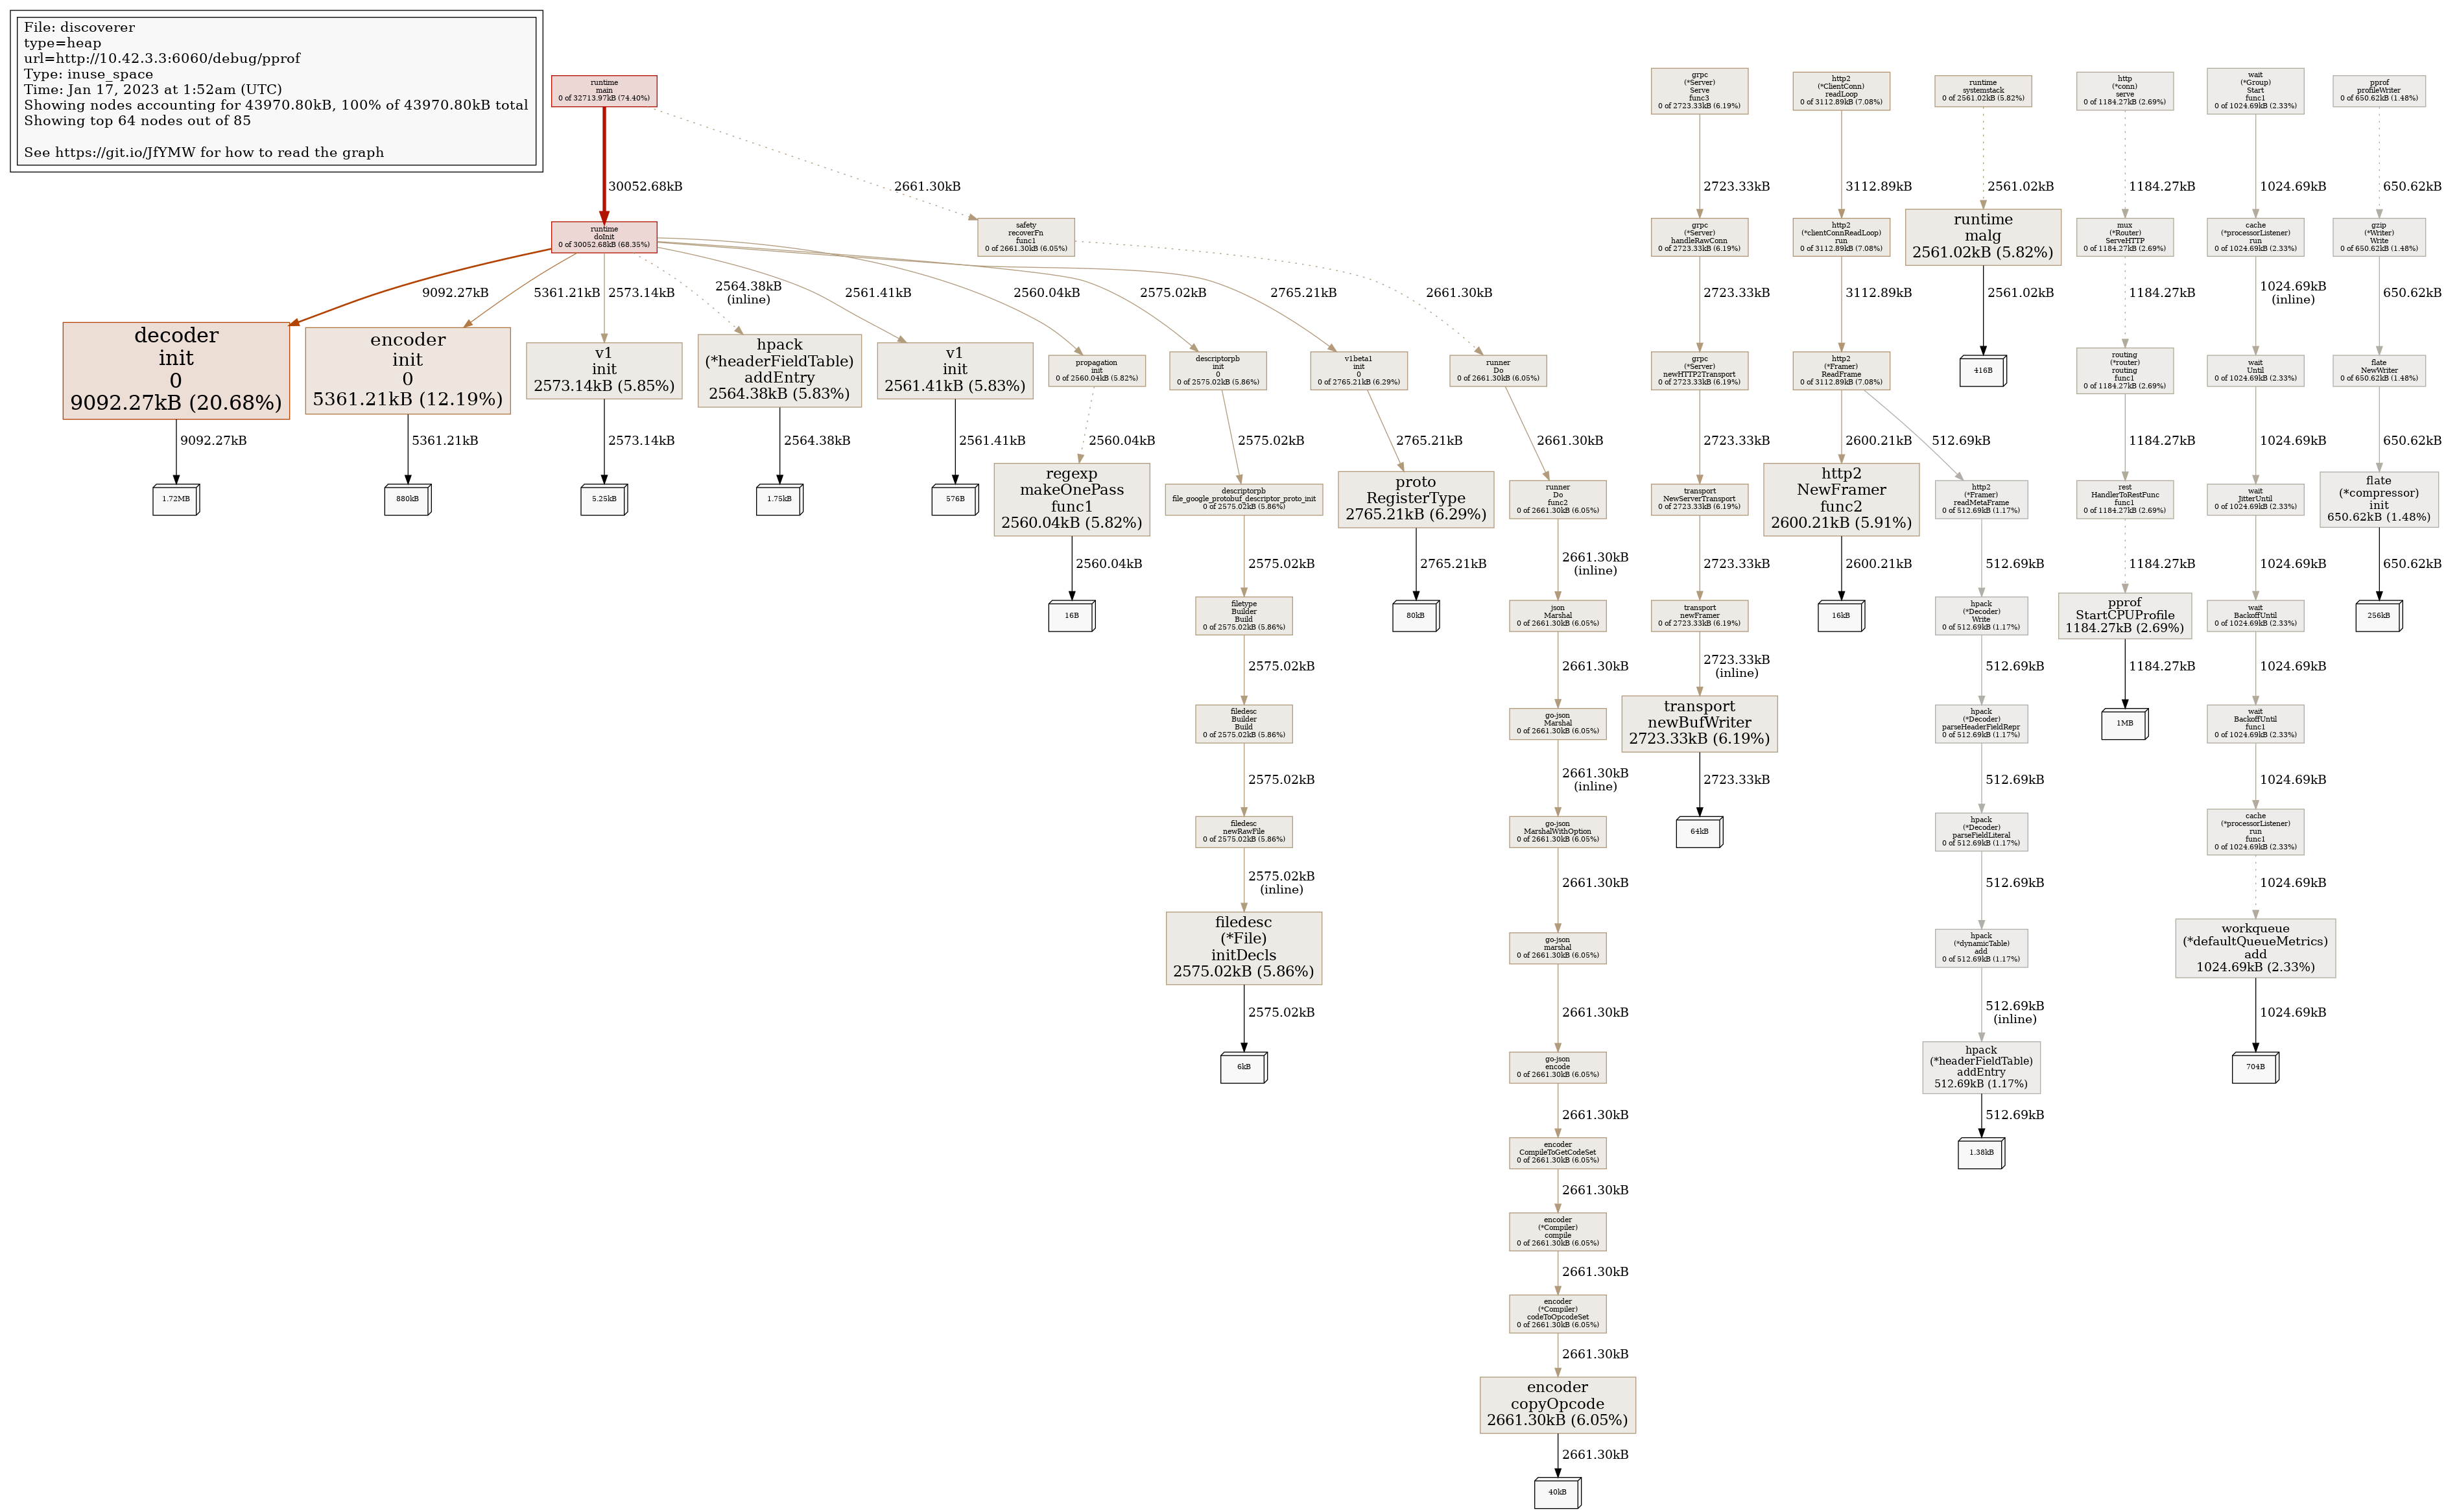 File: discoverer
type=heap
url=http://10.42.3.3:6060/debug/pprof
Type: inuse_space
Time: Jan 17, 2023 at 1:52am (UTC)
Showing nodes accounting for 43970.80kB, 100% of 43970.80kB total
Showing top 64 nodes out of 85
See https://git.io/JfYMW for how to read the graph
runtime
main
0 of 32713.97kB (74.40%)
grpc
(*Server)
Serve
func3
0 of 2723.33kB (6.19%)
http2
(*ClientConn)
readLoop
0 of 3112.89kB (7.08%)
runtime
systemstack
0 of 2561.02kB (5.82%)
http
(*conn)
serve
0 of 1184.27kB (2.69%)
wait
(*Group)
Start
func1
0 of 1024.69kB (2.33%)
pprof
profileWriter
0 of 650.62kB (1.48%)
30052.68kB
2661.30kB
2723.33kB
3112.89kB
2561.02kB
1184.27kB
1024.69kB
650.62kB
runtime
doInit
0 of 30052.68kB (68.35%)
safety
recoverFn
func1
0 of 2661.30kB (6.05%)
grpc
(*Server)
handleRawConn
0 of 2723.33kB (6.19%)
http2
(*clientConnReadLoop)
run
0 of 3112.89kB (7.08%)
runtime
malg
2561.02kB (5.82%)
mux
(*Router)
ServeHTTP
0 of 1184.27kB (2.69%)
cache
(*processorListener)
run
0 of 1024.69kB (2.33%)
gzip
(*Writer)
Write
0 of 650.62kB (1.48%)
9092.27kB
5361.21kB
2573.14kB
2564.38kB
(inline)
2561.41kB
2560.04kB
2575.02kB
2765.21kB
2661.30kB
2723.33kB
3112.89kB
2561.02kB
1184.27kB
1024.69kB
(inline)
650.62kB
decoder
init
0
9092.27kB (20.68%)
encoder
init
0
5361.21kB (12.19%)
v1
init
2573.14kB (5.85%)
hpack
(*headerFieldTable)
addEntry
2564.38kB (5.83%)
v1
init
2561.41kB (5.83%)
propagation
init
0 of 2560.04kB (5.82%)
descriptorpb
init
0
0 of 2575.02kB (5.86%)
v1beta1
init
0
0 of 2765.21kB (6.29%)
runner
Do
0 of 2661.30kB (6.05%)
grpc
(*Server)
newHTTP2Transport
0 of 2723.33kB (6.19%)
http2
(*Framer)
ReadFrame
0 of 3112.89kB (7.08%)
416B
routing
(*router)
routing
func1
0 of 1184.27kB (2.69%)
wait
Until
0 of 1024.69kB (2.33%)
flate
NewWriter
0 of 650.62kB (1.48%)
9092.27kB
5361.21kB
2573.14kB
2564.38kB
2561.41kB
2560.04kB
2575.02kB
2765.21kB
2661.30kB
2723.33kB
2600.21kB
512.69kB
1184.27kB
1024.69kB
650.62kB
1.72MB
880kB
5.25kB
1.75kB
576B
regexp
makeOnePass
func1
2560.04kB (5.82%)
descriptorpb
file_google_protobuf_descriptor_proto_init
0 of 2575.02kB (5.86%)
proto
RegisterType
2765.21kB (6.29%)
runner
Do
func2
0 of 2661.30kB (6.05%)
transport
NewServerTransport
0 of 2723.33kB (6.19%)
http2
NewFramer
func2
2600.21kB (5.91%)
http2
(*Framer)
readMetaFrame
0 of 512.69kB (1.17%)
rest
HandlerToRestFunc
func1
0 of 1184.27kB (2.69%)
wait
JitterUntil
0 of 1024.69kB (2.33%)
flate
(*compressor)
init
650.62kB (1.48%)
2560.04kB
2575.02kB
2765.21kB
2661.30kB
(inline)
2723.33kB
2600.21kB
512.69kB
1184.27kB
1024.69kB
650.62kB
16B
filetype
Builder
Build
0 of 2575.02kB (5.86%)
80kB
json
Marshal
0 of 2661.30kB (6.05%)
transport
newFramer
0 of 2723.33kB (6.19%)
16kB
hpack
(*Decoder)
Write
0 of 512.69kB (1.17%)
pprof
StartCPUProfile
1184.27kB (2.69%)
wait
BackoffUntil
0 of 1024.69kB (2.33%)
256kB
2575.02kB
2661.30kB
2723.33kB
(inline)
512.69kB
1184.27kB
1024.69kB
filedesc
Builder
Build
0 of 2575.02kB (5.86%)
go-json
Marshal
0 of 2661.30kB (6.05%)
transport
newBufWriter
2723.33kB (6.19%)
hpack
(*Decoder)
parseHeaderFieldRepr
0 of 512.69kB (1.17%)
1MB
wait
BackoffUntil
func1
0 of 1024.69kB (2.33%)
2575.02kB
2661.30kB
(inline)
2723.33kB
512.69kB
1024.69kB
filedesc
newRawFile
0 of 2575.02kB (5.86%)
go-json
MarshalWithOption
0 of 2661.30kB (6.05%)
64kB
hpack
(*Decoder)
parseFieldLiteral
0 of 512.69kB (1.17%)
cache
(*processorListener)
run
func1
0 of 1024.69kB (2.33%)
2575.02kB
(inline)
2661.30kB
512.69kB
1024.69kB
filedesc
(*File)
initDecls
2575.02kB (5.86%)
go-json
marshal
0 of 2661.30kB (6.05%)
hpack
(*dynamicTable)
add
0 of 512.69kB (1.17%)
workqueue
(*defaultQueueMetrics)
add
1024.69kB (2.33%)
2575.02kB
2661.30kB
512.69kB
(inline)
1024.69kB
6kB
go-json
encode
0 of 2661.30kB (6.05%)
hpack
(*headerFieldTable)
addEntry
512.69kB (1.17%)
704B
2661.30kB
512.69kB
encoder
CompileToGetCodeSet
0 of 2661.30kB (6.05%)
1.38kB
2661.30kB
encoder
(*Compiler)
compile
0 of 2661.30kB (6.05%)
2661.30kB
encoder
(*Compiler)
codeToOpcodeSet
0 of 2661.30kB (6.05%)
2661.30kB
encoder
copyOpcode
2661.30kB (6.05%)
2661.30kB
40kB